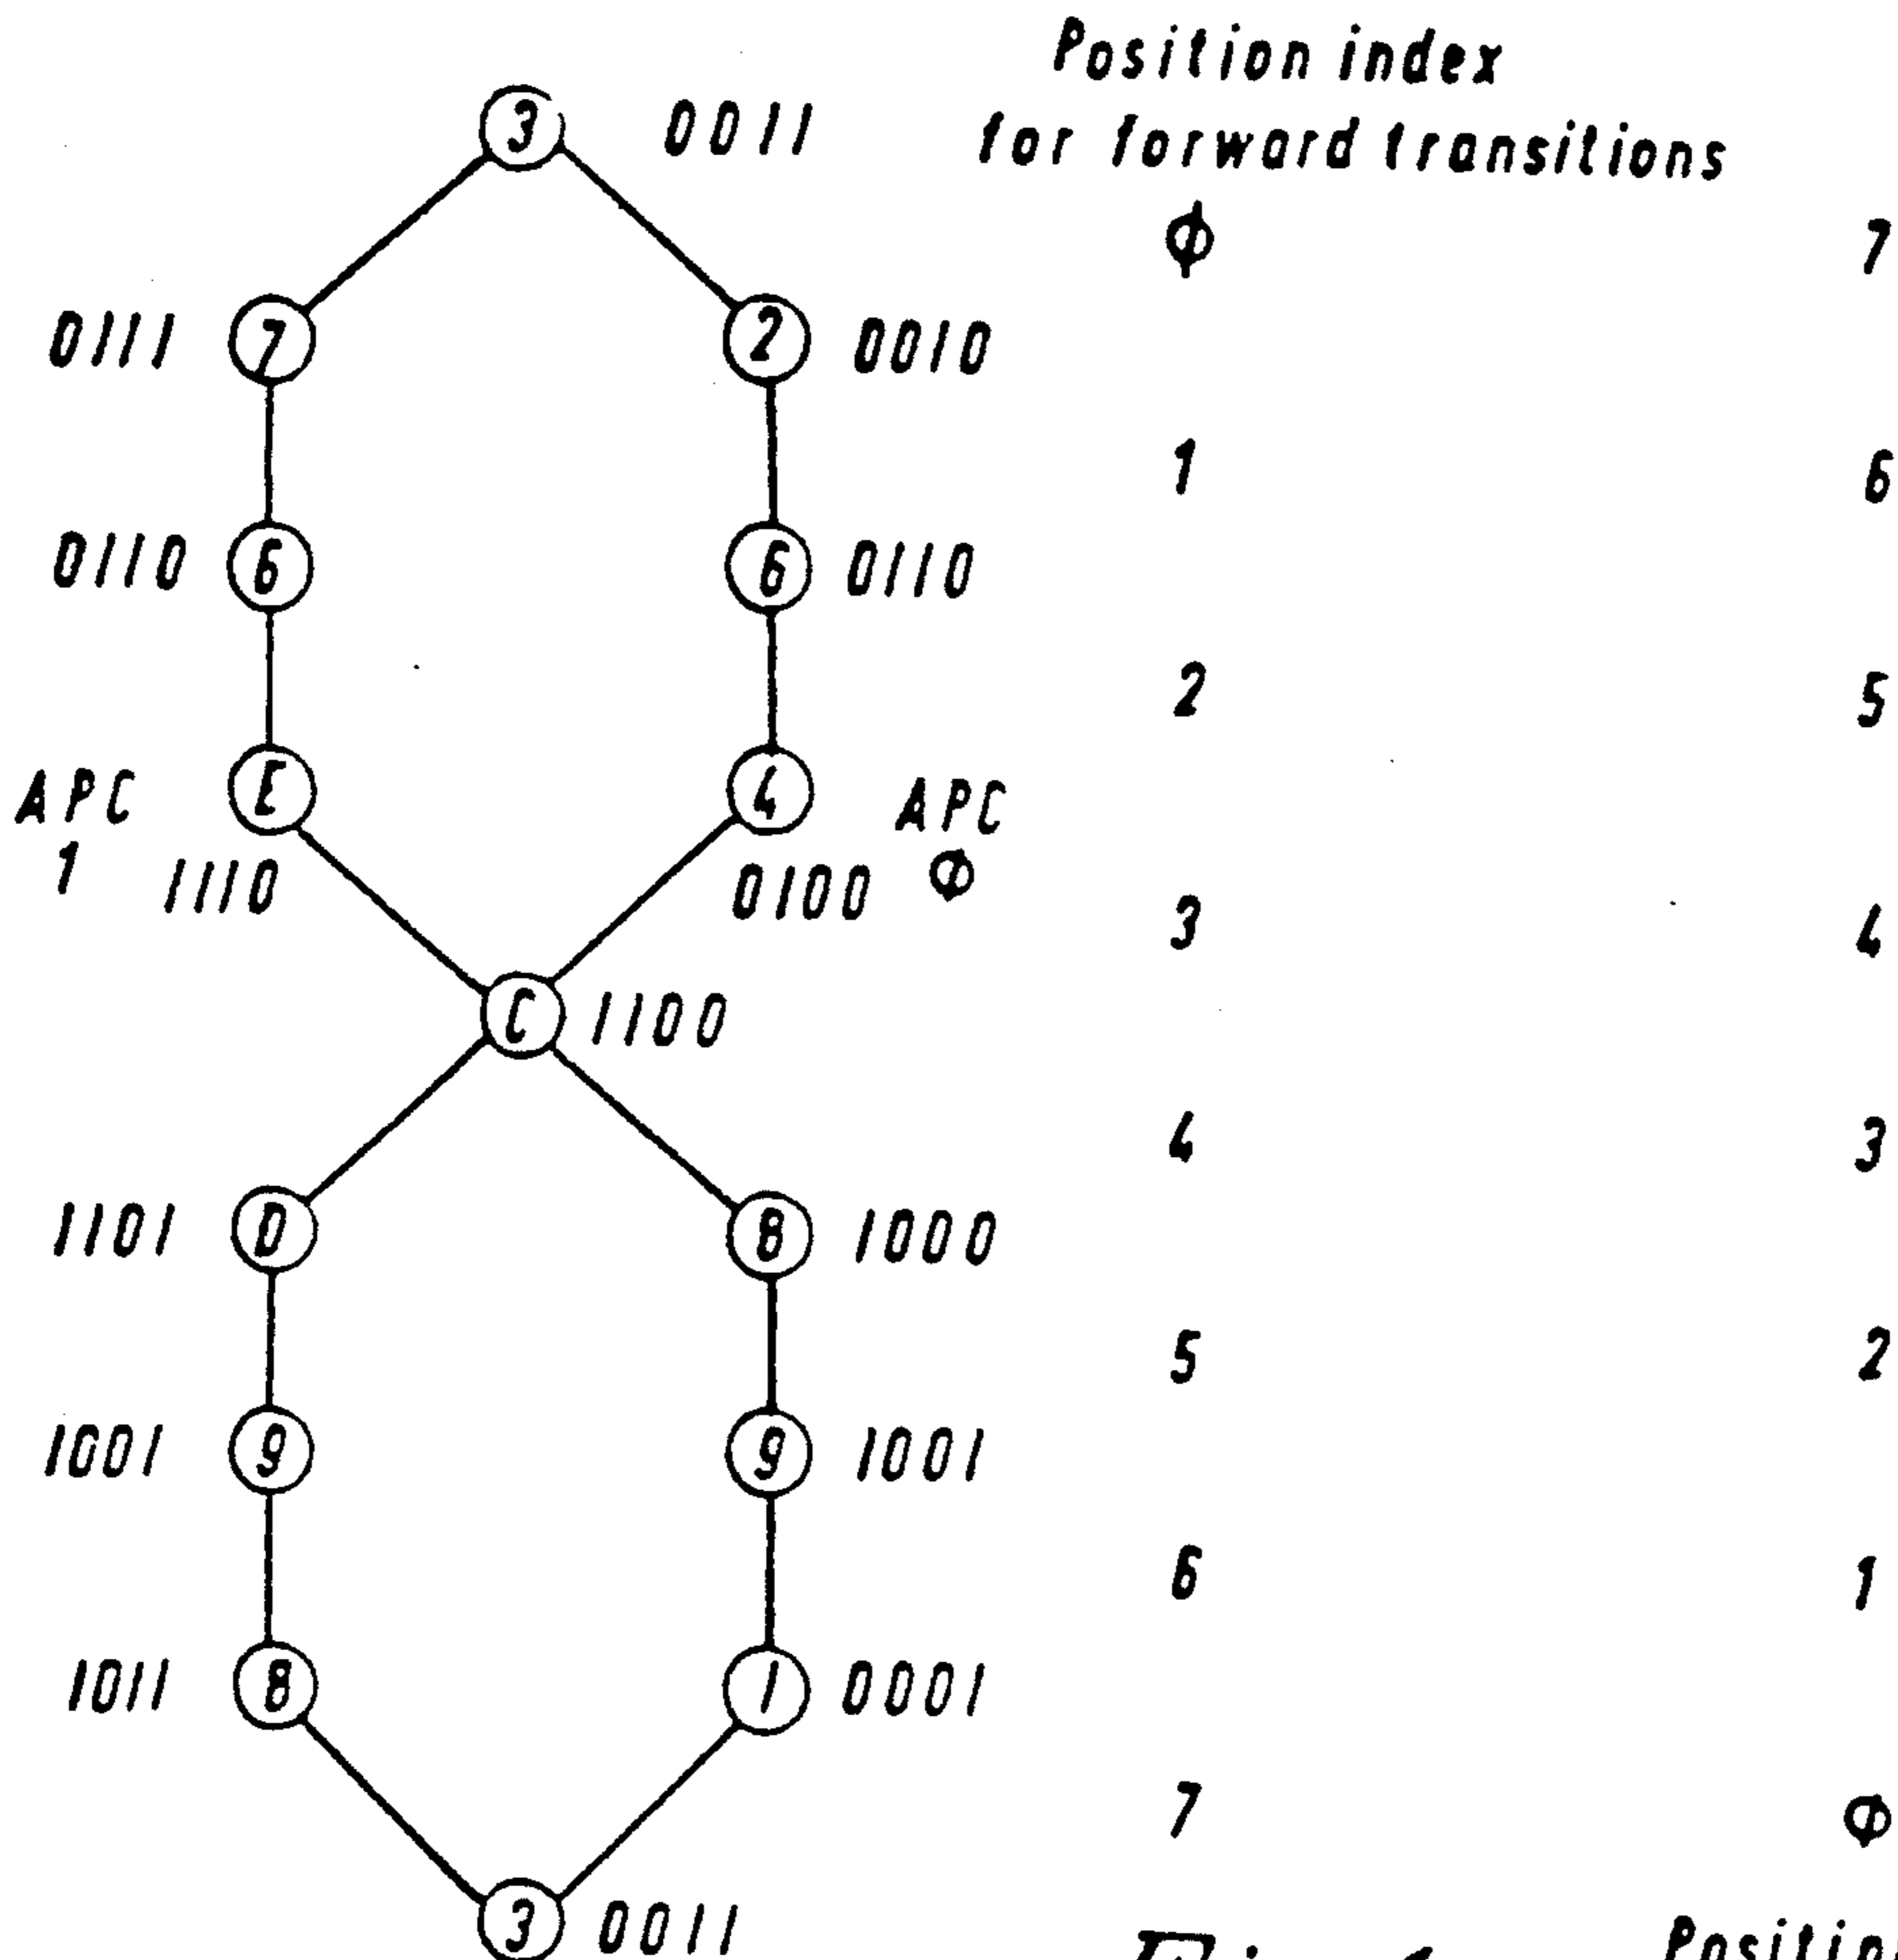 Position index
for forward transitions
3 0011
Φ 7
0111 7 2 0010
1 6
0110 6 6 0110
2 5
APC E 4 APC
1 1110 0100 Φ
3 4
C 1100
4 3
1101 D 8 1000
5 2
1001 9 9 1001
6 1
1011 8 1 0001
7 Φ
3 0011